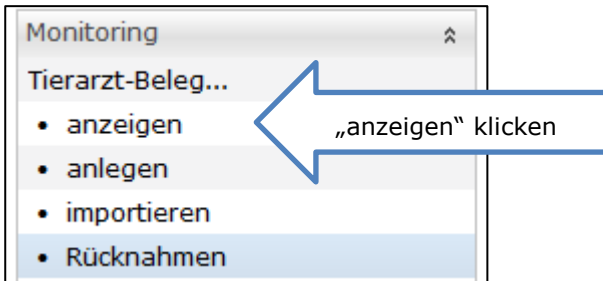 Monitoring
Tierarzt-Beleg...
• anzeigen
„anzeigen“ klicken
• anlegen
• importieren
• Rücknahmen